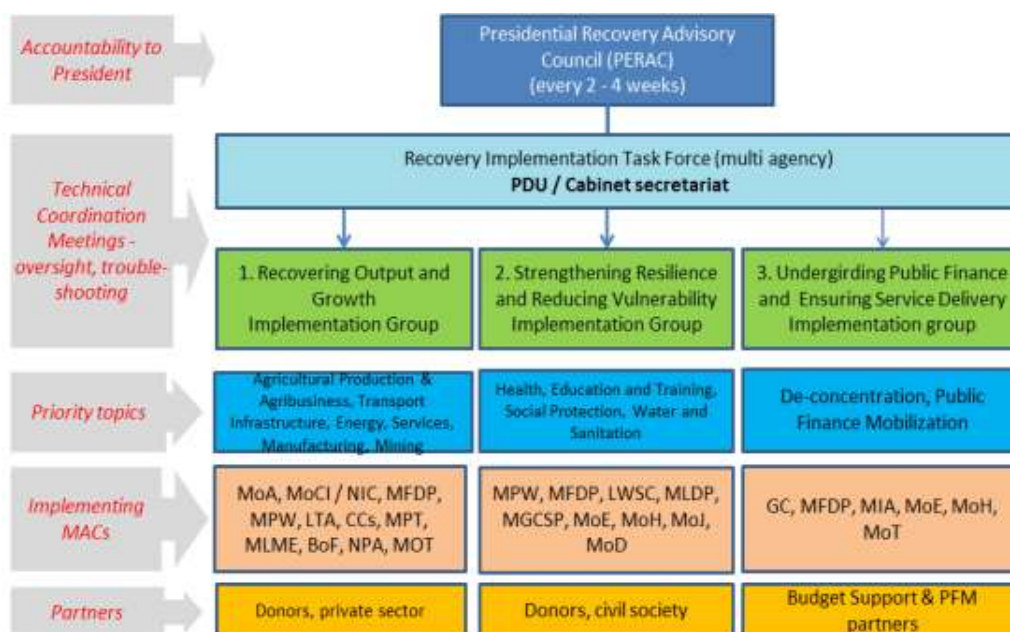 Accountability to
President
Presidential Recovery Advisory
Council (PERAC)
(every 2 - 4 weeks)
Technical
Coordination
Meetings -
oversight, trouble-
shooting
Recovery Implementation Task Force (multi agency)
PDU / Cabinet secretariat
1. Recovering Output and
Growth
Implementation Group
2. Strengthening Resilience
and Reducing Vulnerability
Implementation Group
3. Undergirding Public Finance
and Ensuring Service Delivery
Implementation group
Priority topics
Agricultural Production &
Agribusiness, Transport
Infrastructure, Energy, Services,
Manufacturing, Mining
Health, Education and Training,
Social Protection, Water and
Sanitation
De-concentration, Public
Finance Mobilization
Implementing
MACs
MoA, MoCI / NIC, MFDP,
MPW, LTA, CCs, MPT,
MLME, BoF, NPA, MOT
MPW, MFDP, LWSC, MLDP,
MGCSP, MoE, MoH, MoJ,
MoD
GC, MFDP, MIA, MoE, MoH,
MoT
Partners
Donors, private sector
Donors, civil society
Budget Support & PFM
partners